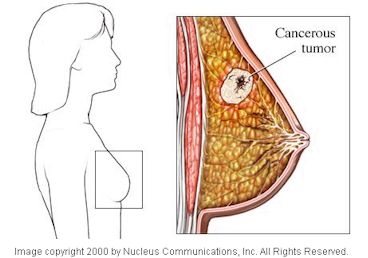 Cancerous
tumor
Image copyright 2000 by Nucleus Communications, Inc. All Rights Reserved.